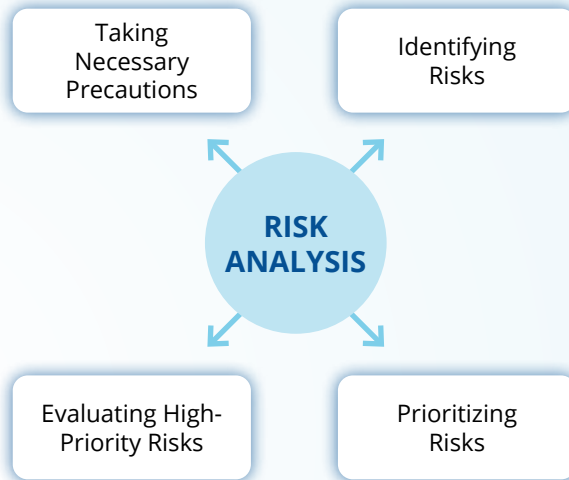 Taking
Necessary
Precautions
Identifying
Risks
RISK
ANALYSIS
Evaluating High-
Priority Risks
Prioritizing
Risks